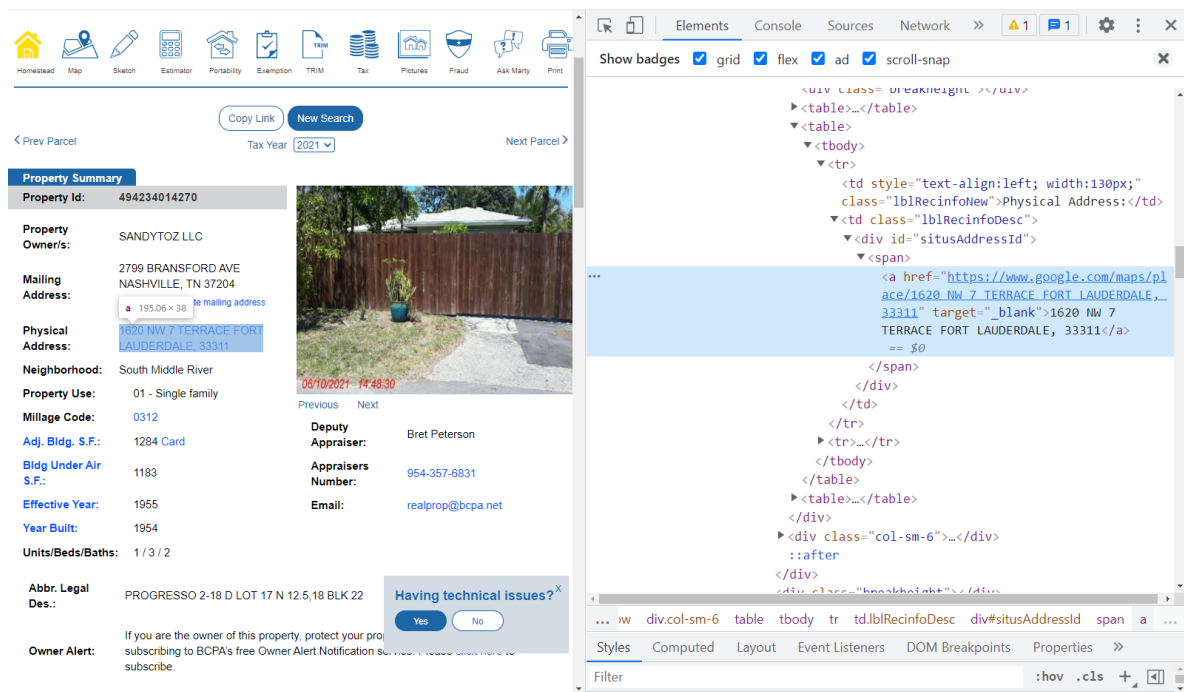 Homestead Map Sketch Estimator Portability Exemption TRIM Tax Pictures Fraud Ask Marty Print
TRIM
Copy Link New Search
Prev Parcel Next Parcel
Tax Year 2021
Property Summary
Property Id: 494234014270
Property
Owner/s: SANDYTOZ LLC
Mailing
Address: 2799 BRANSFORD AVE
NASHVILLE, TN 37204
te mailing address
a 195.06 × 38
Physical
Address: 1620 NW 7 TERRACE FORT
LAUDERDALE, 33311
Neighborhood: South Middle River
Property Use: 01 - Single family
Millage Code: 0312
Adj. Bldg. S.F.: 1284 Card
Bldg Under Air
S.F.: 1183
Effective Year: 1955
Year Built: 1954
Units/Beds/Baths: 1 / 3 / 2
Abbr. Legal
Des.: PROGRESSO 2-18 D LOT 17 N 12.5,18 BLK 22
Owner Alert: If you are the owner of this property, protect your
subscribing to BCPA's free Owner Alert Notification
subscribe.
06/10/2021 14:48:30
Previous Next
Deputy
Appraiser: Bret Peterson
Appraisers
Number: 954-357-6831
Email: realprop@bcpa.net
Having technical issues? X
Yes No
Elements Console Sources Network » 1 1
Show badges grid flex ad scroll-snap
<div class="breakheight"></div>
<table>…</table>
<table>
<tbody>
<tr>
<td style="text-align:left; width:130px;"
class="lblRecinfoNew">Physical Address:</td>
<td class="lblRecinfoDesc">
<div id="situsAddressId">
<span>
<a href="https://www.google.com/maps/pl
ace/1620 NW 7 TERRACE FORT LAUDERDALE,
33311" target="_blank">1620 NW 7
TERRACE FORT LAUDERDALE, 33311</a>
== $0
</span>
</div>
</td>
</tr>
<tr>…</tr>
</tbody>
</table>
<table>…</table>
</div>
<div class="col-sm-6">…</div>
::after
</div>
<div class="breakheight"></div>
... ow div.col-sm-6 table tbody tr td.lblRecinfoDesc div#situsAddressId span a ...
Styles Computed Layout Event Listeners DOM Breakpoints Properties »
Filter :hov .cls +